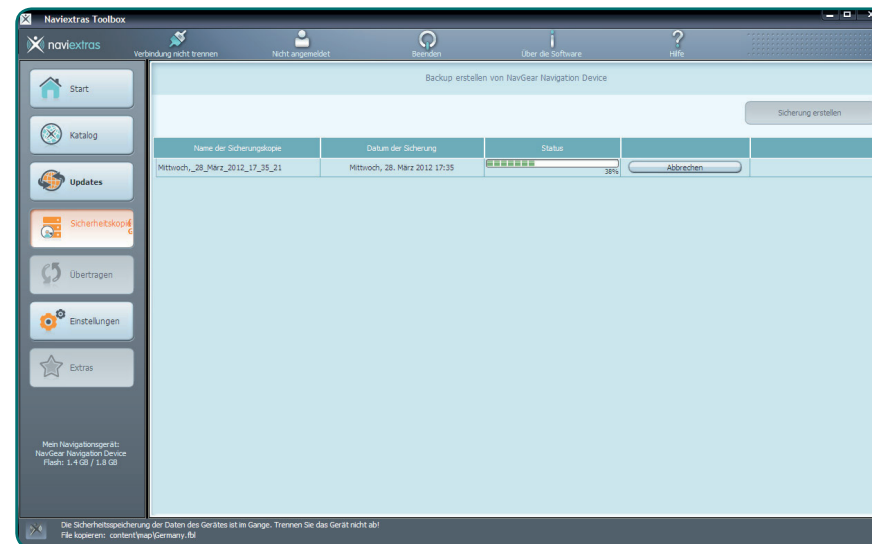 Naviextras Toolbox
naviextras
Verbindung nicht trennen
Nicht angemeldet
Beenden
Über die Software
Hilfe
Start
Katalog
Updates
Sicherheitskopie
Übertragen
Einstellungen
Extras
Mein Navigationsgerät:
NavGear Navigation Device
Flash: 1.4 GB / 1.8 GB
Backup erstellen von NavGear Navigation Device
Sicherung erstellen
Name der Sicherungskopie Datum der Sicherung Status
Mittwoch,_28_März_2012_17_35_21 Mittwoch, 28. März 2012 17:35 38% Abbrechen
Die Sicherheitsspeicherung der Daten des Gerätes ist im Gange. Trennen Sie das Gerät nicht ab!
File kopieren: content\map\Germany.fbl